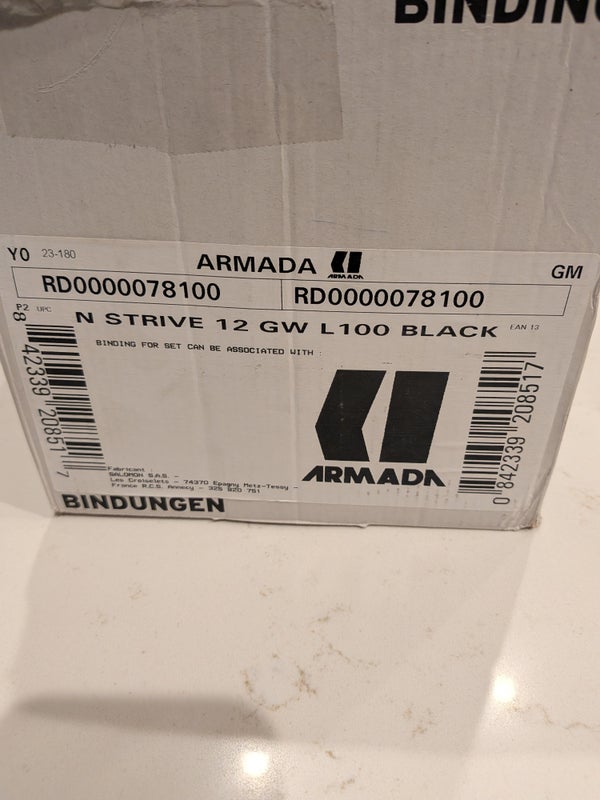 BINDIN
Y0 23-180
ARMADA ARMADA
GM
RD0000078100 RD0000078100
P2 UPC
N STRIVE 12 GW L100 BLACK EAN 13
BINDING FOR SET CAN BE ASSOCIATED WITH :
8 42339 20851 7
0 842339 208517
ARMADA
Fabricant :
SALOMON S.A.S. -
Les Croiselets - 74370 Epagny Metz-Tessy -
France R.C.S. Annecy - 325 820 751
BINDUNGEN